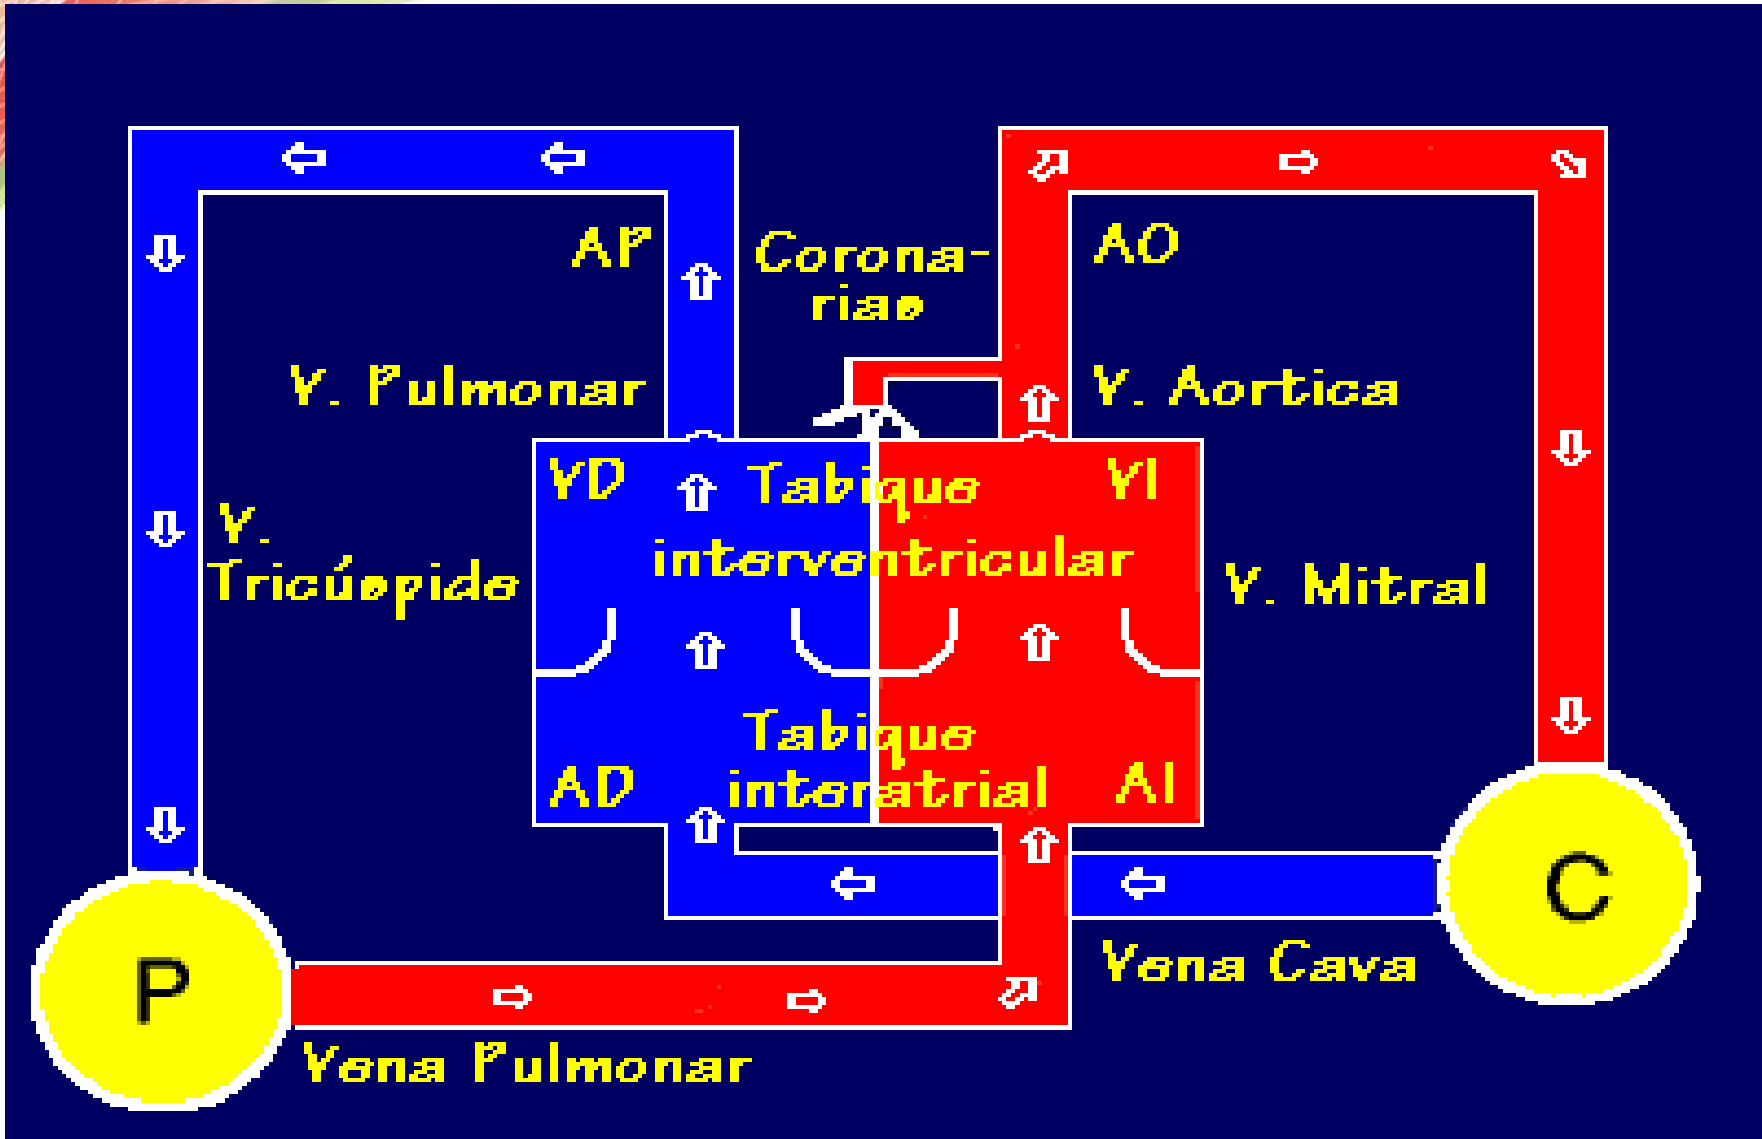 AP
Corona-
rias
AO
V. Pulmonar
V. Aortica
VD
Tabique
VI
V.
Tricúspide
interventricular
V. Mitral
Tabique
AD
interatrial
AI
C
P
Vena Cava
Vena Pulmonar